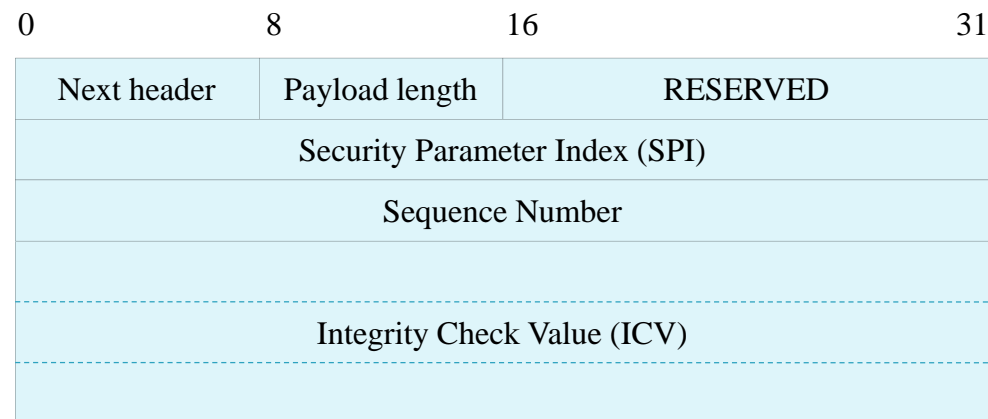 0 8 16 31
Next header Payload length RESERVED
Security Parameter Index (SPI)
Sequence Number
Integrity Check Value (ICV)